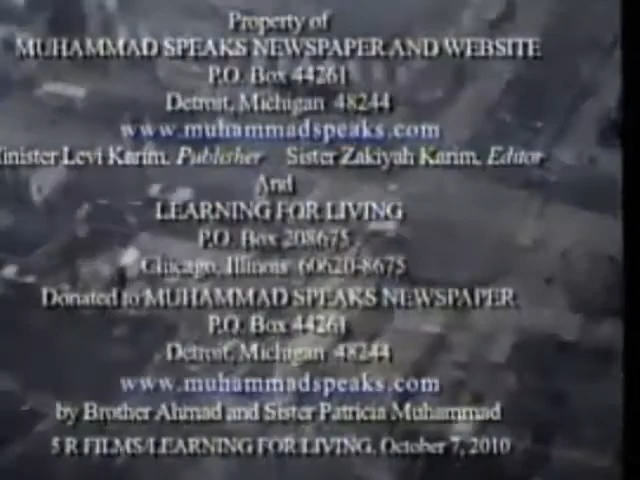 Property of
MUHAMMAD SPEAKS NEWSPAPER AND WEBSITE
P.O. Box 44261
Detroit, Michigan 48244
www.muhammadspeaks.com
inister Levi Karim, Publisher Sister Zakiyah Karim, Editor
And
LEARNING FOR LIVING
P.O. Box 208675
Chicago, Illinois 60620-8675
Donated to MUHAMMAD SPEAKS NEWSPAPER
P.O. Box 44261
Detroit, Michigan 48244
www.muhammadspeaks.com
by Brother Ahmad and Sister Patricia Muhammad
5 R FILMS/LEARNING FOR LIVING, October 7, 2010